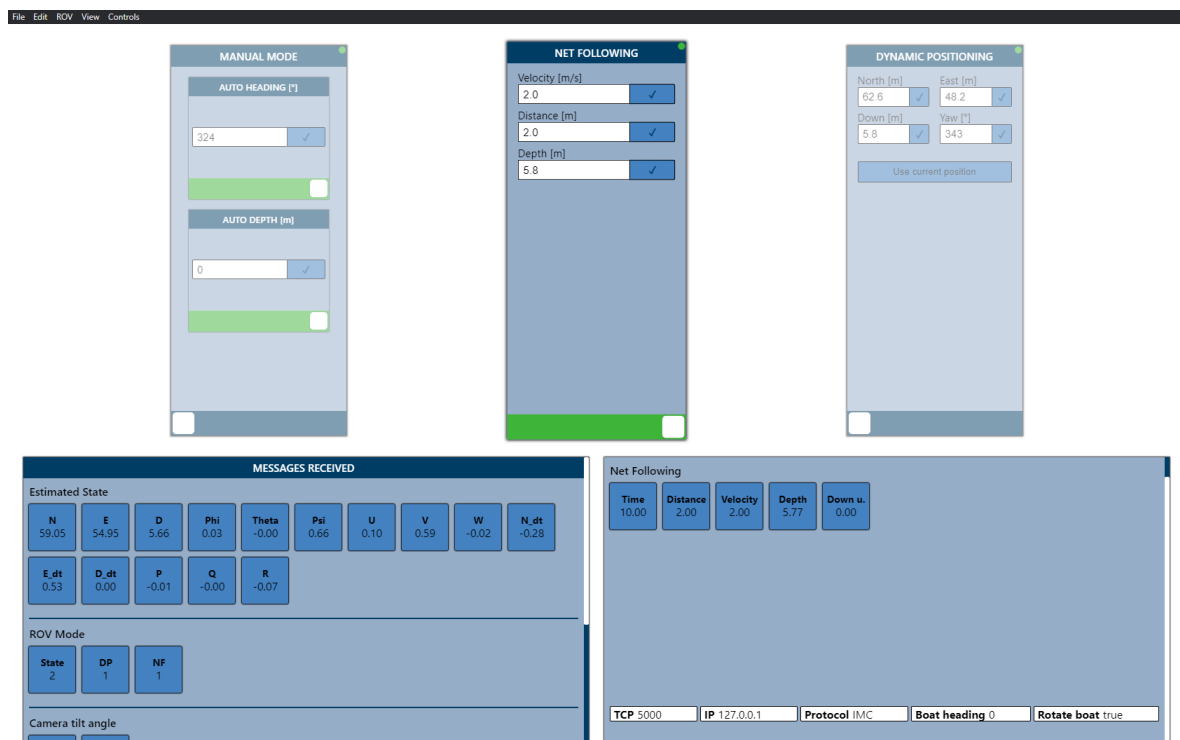 File Edit ROV View Controls
MANUAL MODE
AUTO HEADING [°]
324 ✓
AUTO DEPTH [m]
0 ✓
NET FOLLOWING
Velocity [m/s]
2.0 ✓
Distance [m]
2.0 ✓
Depth [m]
5.8 ✓
DYNAMIC POSITIONING
North [m] East [m]
62.6 ✓ 48.2 ✓
Down [m] Yaw [°]
5.8 ✓ 343 ✓
Use current position
MESSAGES RECEIVED
Estimated State
N E D Phi Theta Psi U V W N_dt
59.05 54.95 5.66 0.03 -0.00 0.66 0.10 0.59 -0.02 -0.28
E_dt D_dt P Q R
0.53 0.00 -0.01 -0.00 -0.07
ROV Mode
State DP NF
2 1 1
Camera tilt angle
Net Following
Time Distance Velocity Depth Down u.
10.00 2.00 2.00 5.77 0.00
TCP 5000 IP 127.0.0.1 Protocol IMC Boat heading 0 Rotate boat true